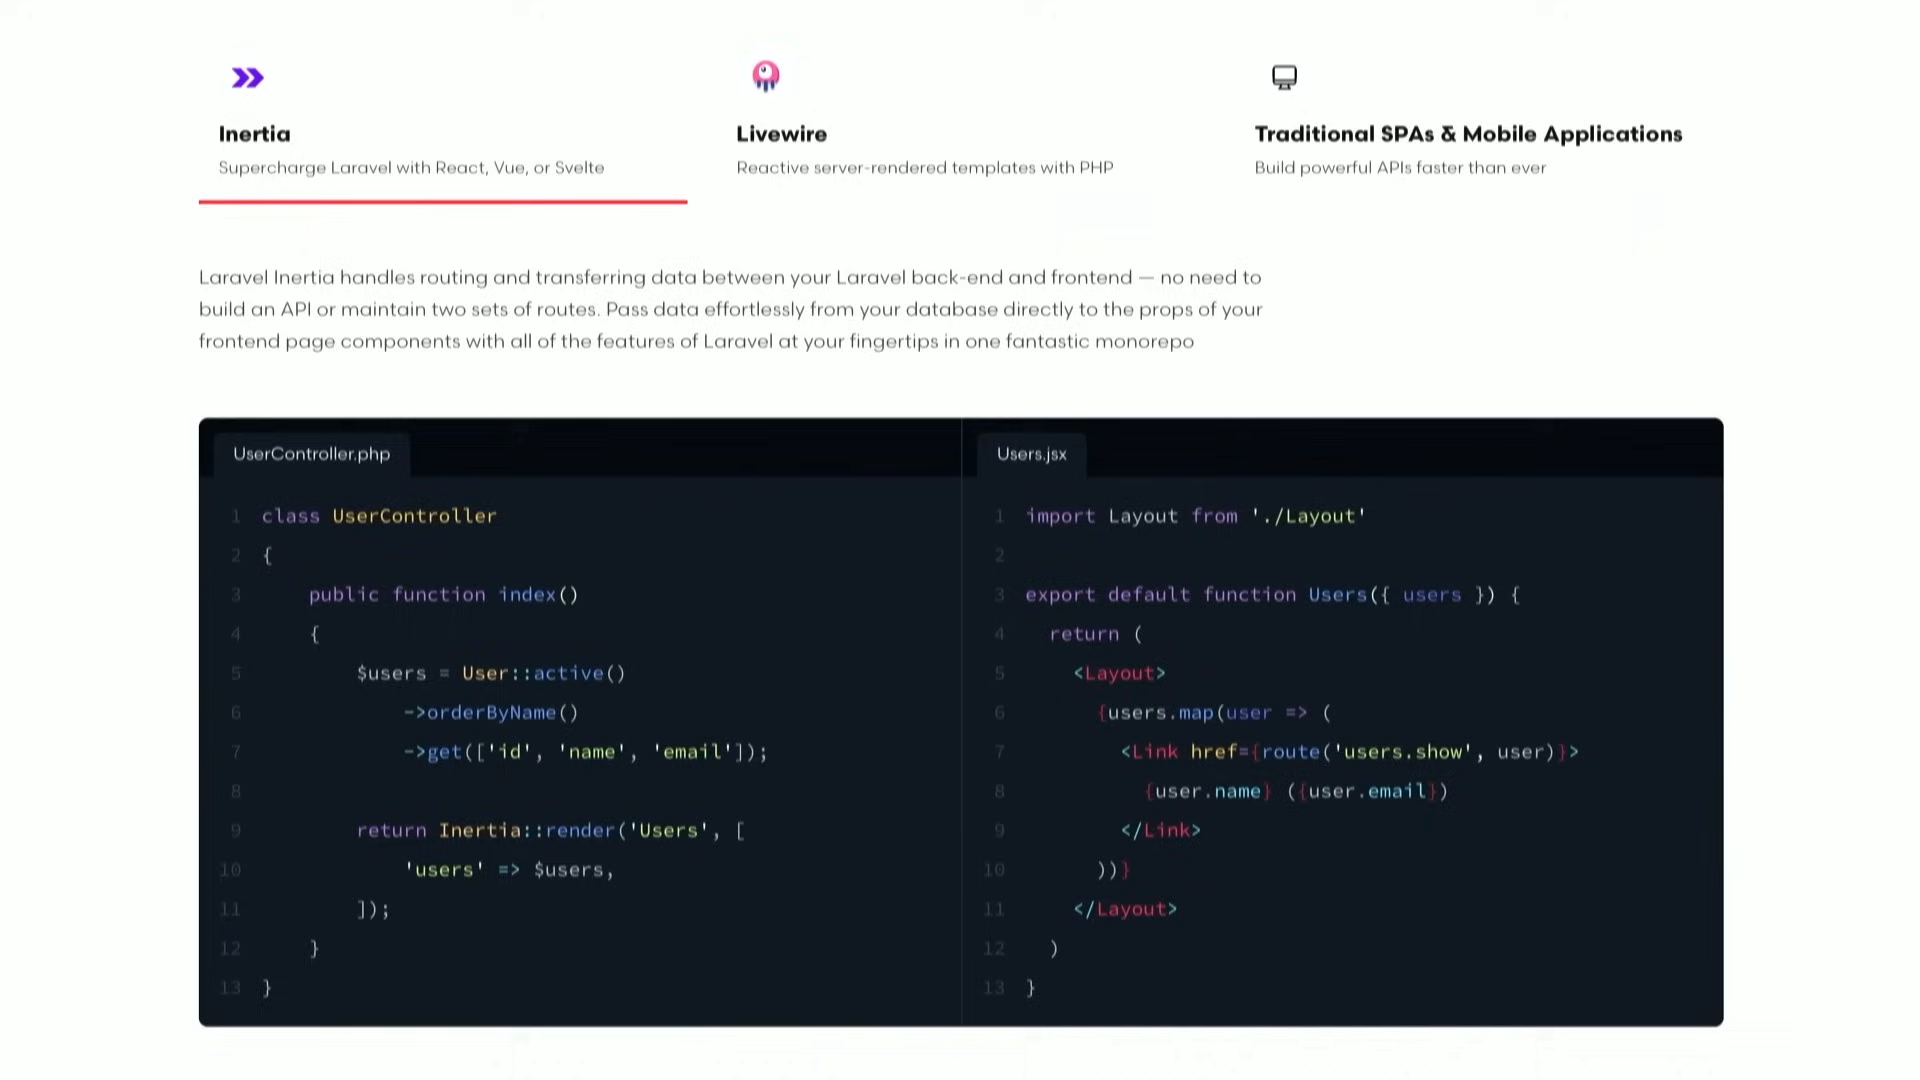 Inertia
Supercharge Laravel with React, Vue, or Svelte
Livewire
Reactive server-rendered templates with PHP
Traditional SPAs & Mobile Applications
Build powerful APIs faster than ever
Laravel Inertia handles routing and transferring data between your Laravel back-end and frontend — no need to
build an API or maintain two sets of routes. Pass data effortlessly from your database directly to the props of your
frontend page components with all of the features of Laravel at your fingertips in one fantastic monorepo
UserController.php
1 class UserController
2 {
3     public function index()
4     {
5         $users = User::active()
6             ->orderByName()
7             ->get(['id', 'name', 'email']);
8
9         return Inertia::render('Users', [
10             'users' => $users,
11         ]);
12     }
13 }
Users.jsx
1 import Layout from './Layout'
2
3 export default function Users({ users }) {
4   return (
5     <Layout>
6       {users.map(user => (
7         <Link href={route('users.show', user)}>
8           {user.name} ({user.email})
9         </Link>
10       ))}
11     </Layout>
12   )
13 }